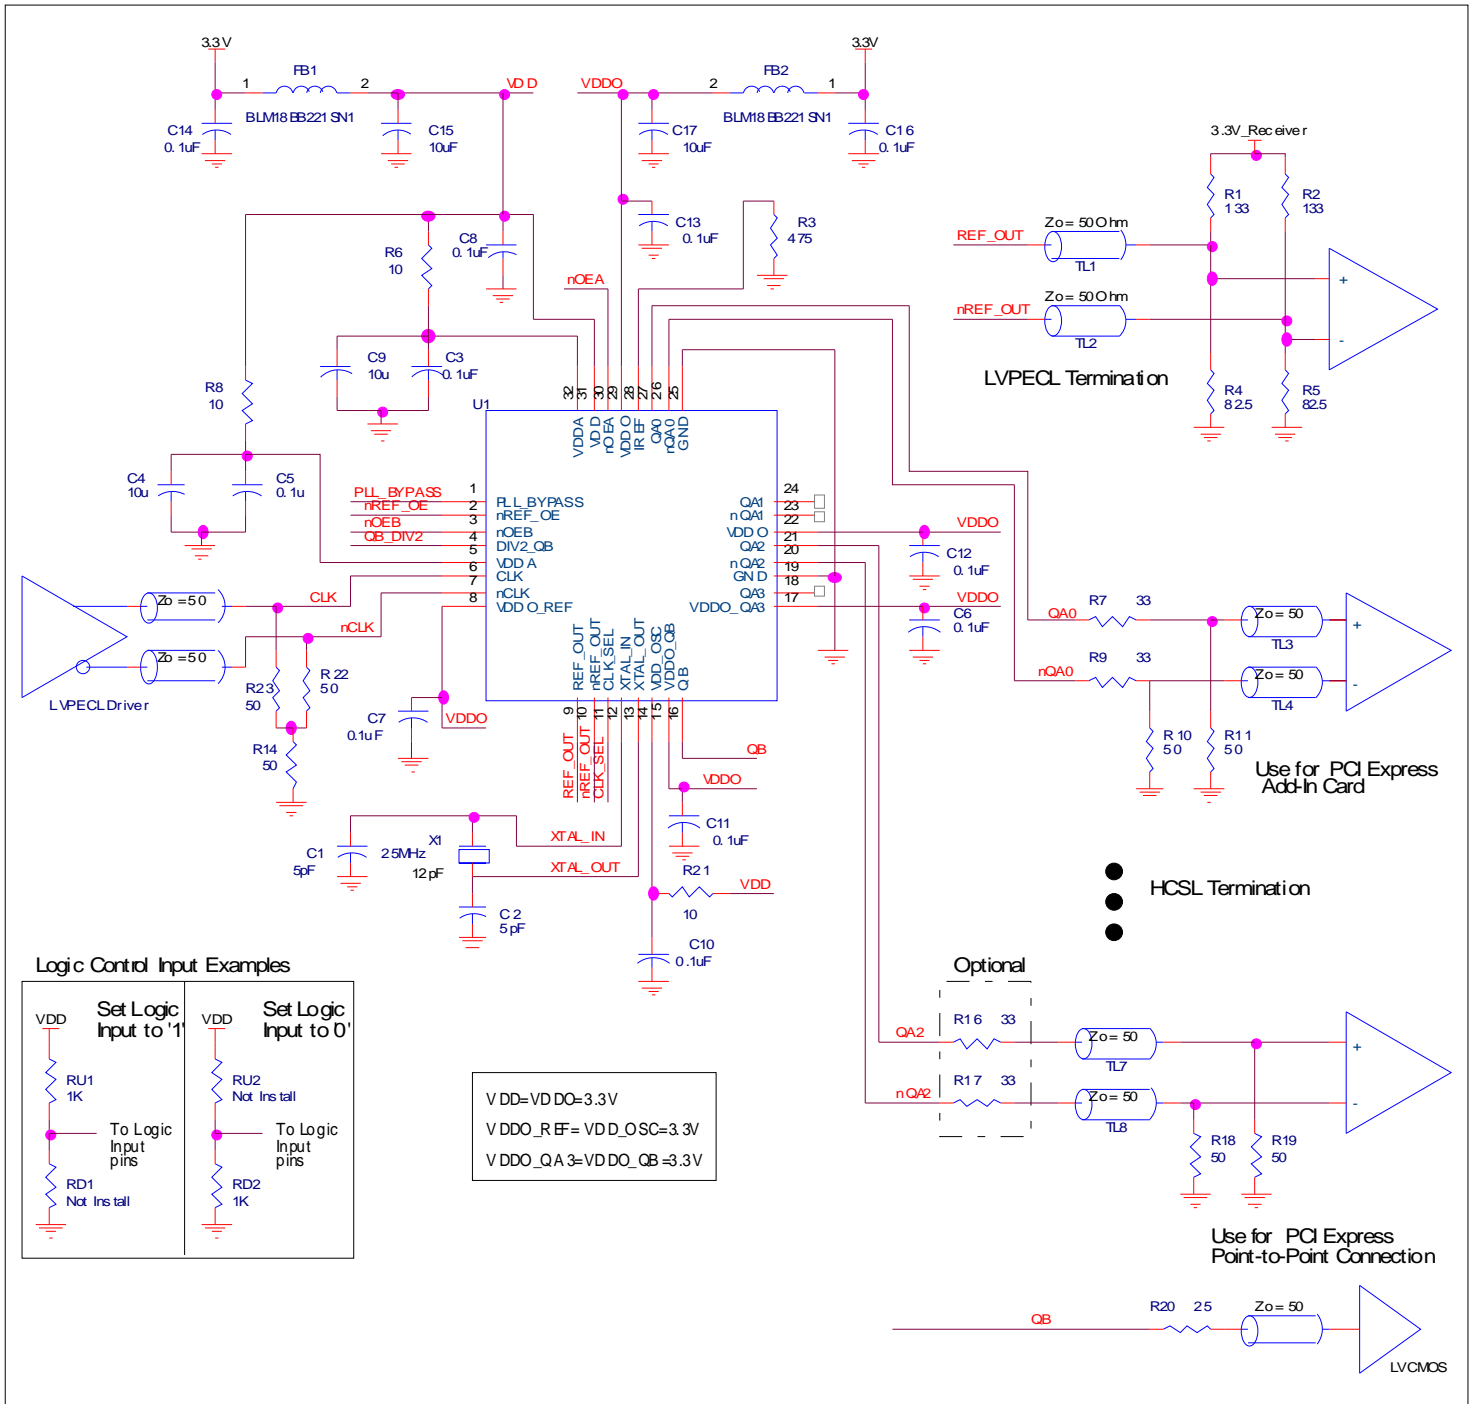 3.3V
FB1
1
2
BLM18BB221SN1
VDD
C14
0.1uF
C15
10uF
VDDO
3.3V
FB2
2
1
BLM18BB221SN1
C17
10uF
C16
0.1uF
R6
10
C8
0.1uF
C13
0.1uF
R3
475
nOEA
C9
10u
C3
0.1uF
R8
10
C4
10u
C5
0.1u
3.3V_Receiver
R1
133
R2
133
REF_OUT
Zo = 50 Ohm
TL1
nREF_OUT
Zo = 50 Ohm
TL2
+
-
LVPECL Termination
R4
82.5
R5
82.5
U1
32
31
30
29
28
27
26
25
VDDA
VDD
nOEA
VDDO
IREF
QA0
nQA0
GND
PLL_BYPASS
nREF_OE
nOEB
QB_DIV2
1
2
3
4
5
6
7
8
PLL_BYPASS
nREF_OE
nOEB
DIV2_QB
VDDA
CLK
nCLK
VDDO_REF
24
23
22
21
20
19
18
17
QA1
nQA1
VDDO
QA2
nQA2
GND
QA3
VDDO_QA3
REF_OUT
nREF_OUT
CLK_SEL
XTAL_IN
XTAL_OUT
VDD_OSC
VDDO_QB
QB
9
10
11
12
13
14
15
16
REF_OUT
nREF_OUT
CLK_SEL
VDDO
C12
0.1uF
VDDO
C6
0.1uF
Zo = 50
CLK
Zo = 50
nCLK
LVPECL Driver
R23
50
R22
50
R14
50
C7
0.1uF
VDDO
QB
VDDO
C11
0.1uF
XTAL_IN
XTAL_OUT
C1
5pF
25MHz
X1
12pF
C2
5pF
R21
10
VDD
C10
0.1uF
QA0
R7 33
Zo = 50
TL3
nQA0
R9 33
Zo = 50
TL4
+
-
R10
50
R11
50
Use for PCI Express
Add-In Card
HCSL Termination
Optional
QA2
R16 33
Zo = 50
TL7
nQA2
R17 33
Zo = 50
TL8
+
-
R18
50
R19
50
Use for PCI Express
Point-to-Point Connection
QB
R20 25
Zo = 50
LVCMOS
Logic Control Input Examples
VDD
Set Logic
Input to '1'
RU1
1K
To Logic
Input
pins
RD1
Not Install
VDD
Set Logic
Input to '0'
RU2
Not Install
To Logic
Input
pins
RD2
1K
VDD=VDDO=3.3V
VDDO_REF= VDD_OSC=3.3V
VDDO_QA3=VDDO_QB=3.3V